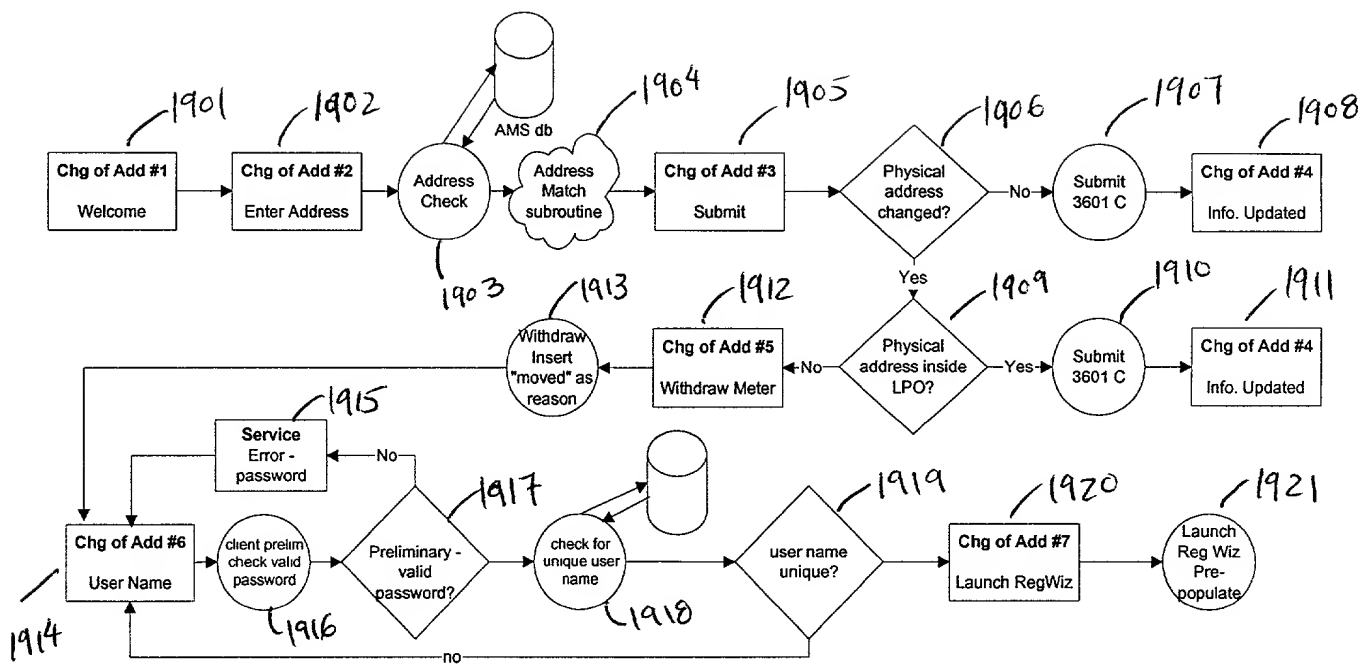 1901
1902
1904
1905
1906
1907
1908
AMS db
Chg of Add #1
Welcome
Chg of Add #2
Enter Address
Address
Check
Address
Match
subroutine
Chg of Add #3
Submit
Physical
address
changed?
No
Submit
3601 C
Chg of Add #4
Info. Updated
1903
Yes
1913
1912
1909
1910
1911
Withdraw
Insert
"moved" as
reason
Chg of Add #5
Withdraw Meter
No
Physical
address inside
LPO?
Yes
Submit
3601 C
Chg of Add #4
Info. Updated
1915
Service
Error -
password
No
1917
1919
1920
1921
Chg of Add #6
User Name
client prelim
check valid
password
Preliminary -
valid
password?
check for
unique user
name
user name
unique?
Chg of Add #7
Launch RegWiz
Launch
Reg Wiz
Pre-
populate
1914
1916
1918
no